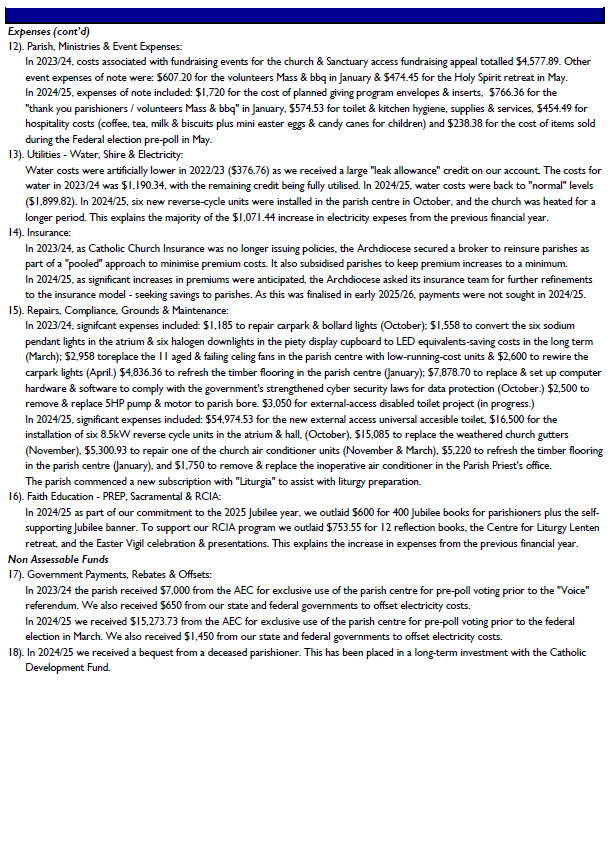 Expenses (cont'd)
12). Parish, Ministries & Event Expenses:
In 2023/24, costs associated with fundraising events for the church & Sanctuary access fundraising appeal totalled $4,577.89. Other
event expenses of note were: $607.20 for the volunteers Mass & bbq in January & $474.45 for the Holy Spirit retreat in May.
In 2024/25, expenses of note included: $1,720 for the cost of planned giving program envelopes & inserts, $766.36 for the
"thank you parishioners / volunteers Mass & bbq" in January, $574.53 for toilet & kitchen hygiene, supplies & services, $454.49 for
hospitality costs (coffee, tea, milk & biscuits plus mini easter eggs & candy canes for children) and $238.38 for the cost of items sold
during the Federal election pre-poll in May.
13). Utilities - Water, Shire & Electricity:
Water costs were artificially lower in 2022/23 ($376.76) as we received a large "leak allowance" credit on our account. The costs for
water in 2023/24 was $1,190.34, with the remaining credit being fully utilised. In 2024/25, water costs were back to "normal" levels
($1,899.82). In 2024/25, six new reverse-cycle units were installed in the parish centre in October, and the church was heated for a
longer period. This explains the majority of the $1,071.44 increase in electricity expeses from the previous financial year.
14). Insurance:
In 2023/24, as Catholic Church Insurance was no longer issuing policies, the Archdiocese secured a broker to reinsure parishes as
part of a "pooled" approach to minimise premium costs. It also subsidised parishes to keep premium increases to a minimum.
In 2024/25, as significant increases in premiums were anticipated, the Archdiocese asked its insurance team for further refinements
to the insurance model - seeking savings to parishes. As this was finalised in early 2025/26, payments were not sought in 2024/25.
15). Repairs, Compliance, Grounds & Maintenance:
In 2023/24, signifcant expenses included: $1,185 to repair carpark & bollard lights (October); $1,558 to convert the six sodium
pendant lights in the atrium & six halogen downlights in the piety display cupboard to LED equivalents-saving costs in the long term
(March); $2,958 toreplace the 11 aged & failing celing fans in the parish centre with low-running-cost units & $2,600 to rewire the
carpark lights (April.) $4,836.36 to refresh the timber flooring in the parish centre (January); $7,878.70 to replace & set up computer
hardware & software to comply with the government's strengthened cyber security laws for data protection (October.) $2,500 to
remove & replace 5HP pump & motor to parish bore. $3,050 for external-access disabled toilet project (in progress.)
In 2024/25, significant expenses included: $54,974.53 for the new external access universal accesible toilet, $16,500 for the
installation of six 8.5kW reverse cycle units in the atrium & hall, (October), $15,085 to replace the weathered church gutters
(November), $5,300.93 to repair one of the church air conditioner units (November & March), $5,220 to refresh the timber flooring
in the parish centre (January), and $1,750 to remove & replace the inoperative air conditioner in the Parish Priest's office.
The parish commenced a new subscription with "Liturgia" to assist with liturgy preparation.
16). Faith Education - PREP, Sacramental & RCIA:
In 2024/25 as part of our commitment to the 2025 Jubilee year, we outlaid $600 for 400 Jubilee books for parishioners plus the self-
supporting Jubilee banner. To support our RCIA program we outlaid $753.55 for 12 reflection books, the Centre for Liturgy Lenten
retreat, and the Easter Vigil celebration & presentations. This explains the increase in expenses from the previous financial year.
Non Assessable Funds
17). Government Payments, Rebates & Offsets:
In 2023/24 the parish received $7,000 from the AEC for exclusive use of the parish centre for pre-poll voting prior to the "Voice"
referendum. We also received $650 from our state and federal governments to offset electricity costs.
In 2024/25 we received $15,273.73 from the AEC for exclusive use of the parish centre for pre-poll voting prior to the federal
election in March. We also received $1,450 from our state and federal governments to offset electricity costs.
18). In 2024/25 we received a bequest from a deceased parishioner. This has been placed in a long-term investment with the Catholic
Development Fund.